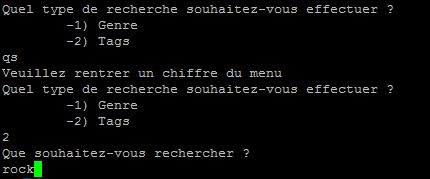 Quel type de recherche souhaitez-vous effectuer ?
-1) Genre
-2) Tags
qs
Veuillez rentrer un chiffre du menu
Quel type de recherche souhaitez-vous effectuer ?
-1) Genre
-2) Tags
2
Que souhaitez-vous rechercher ?
rock